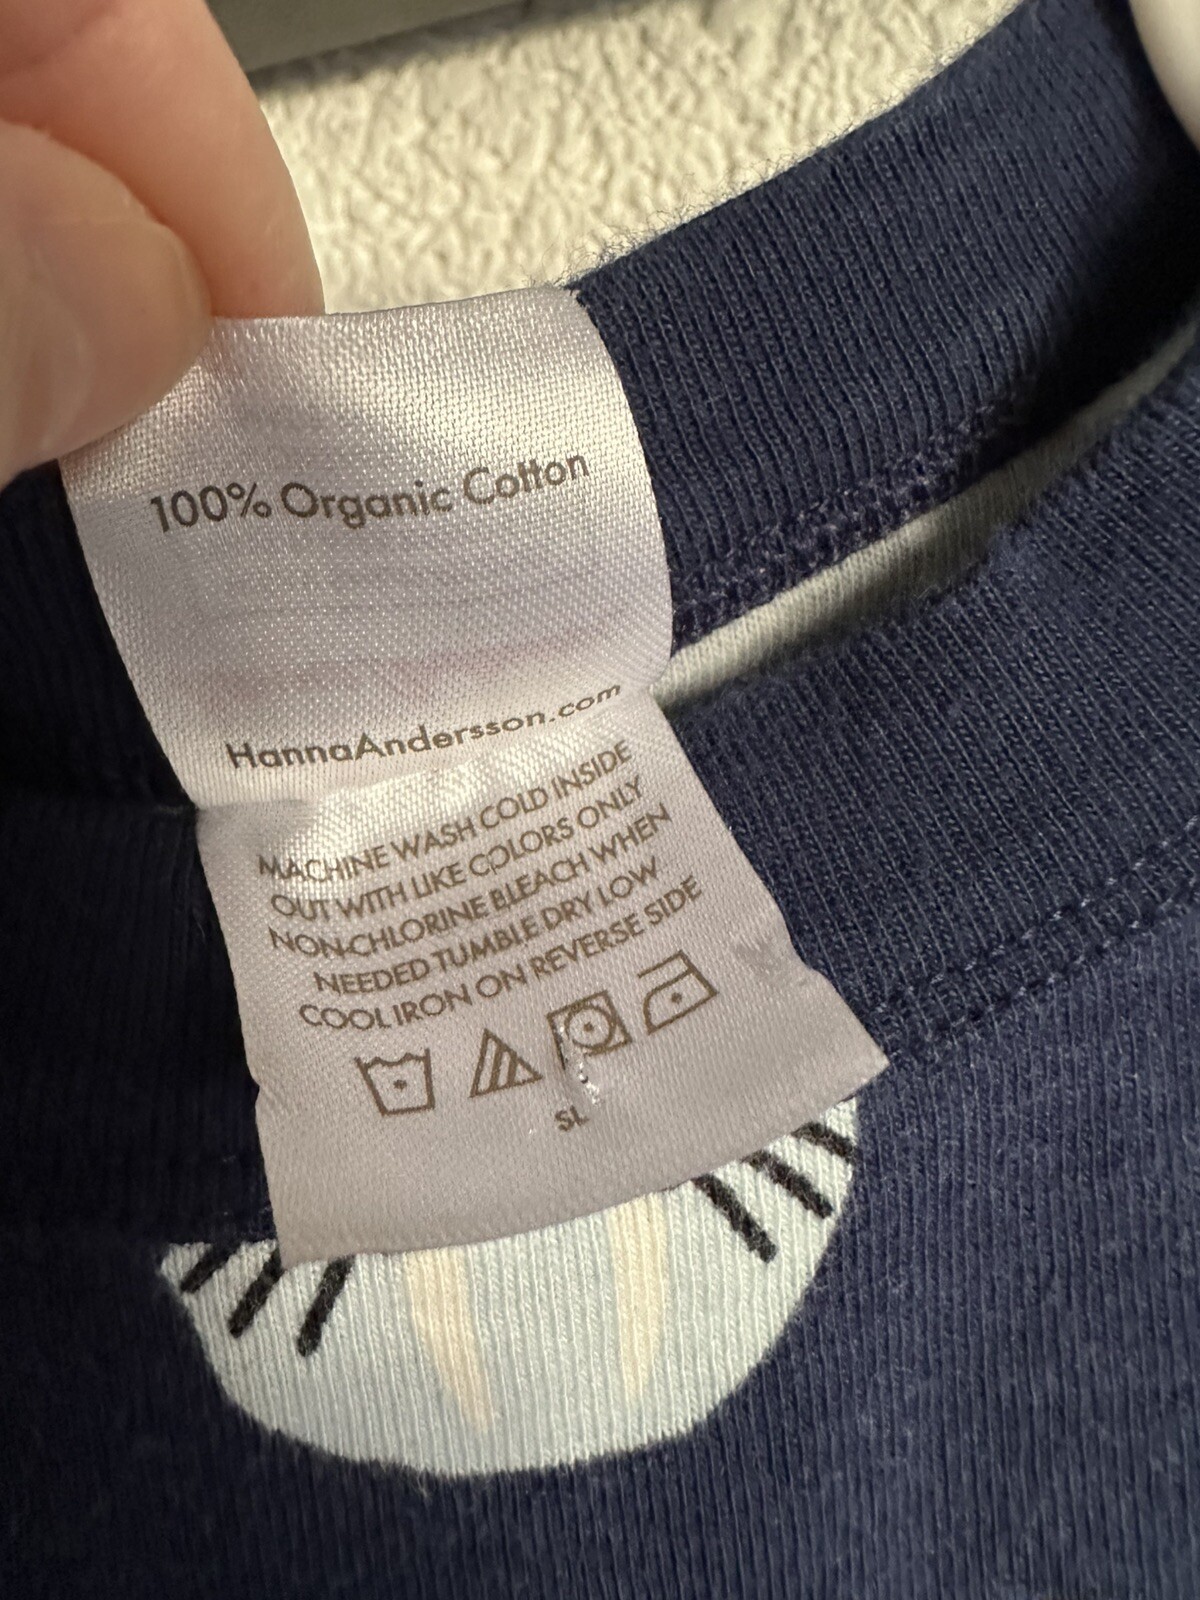 100% Organic Cotton
HannaAndersson.com
MACHINE WASH COLD INSIDE
OUT WITH LIKE COLORS ONLY
NON-CHLORINE BLEACH WHEN
NEEDED TUMBLE DRY LOW
COOL IRON ON REVERSE SIDE
SL